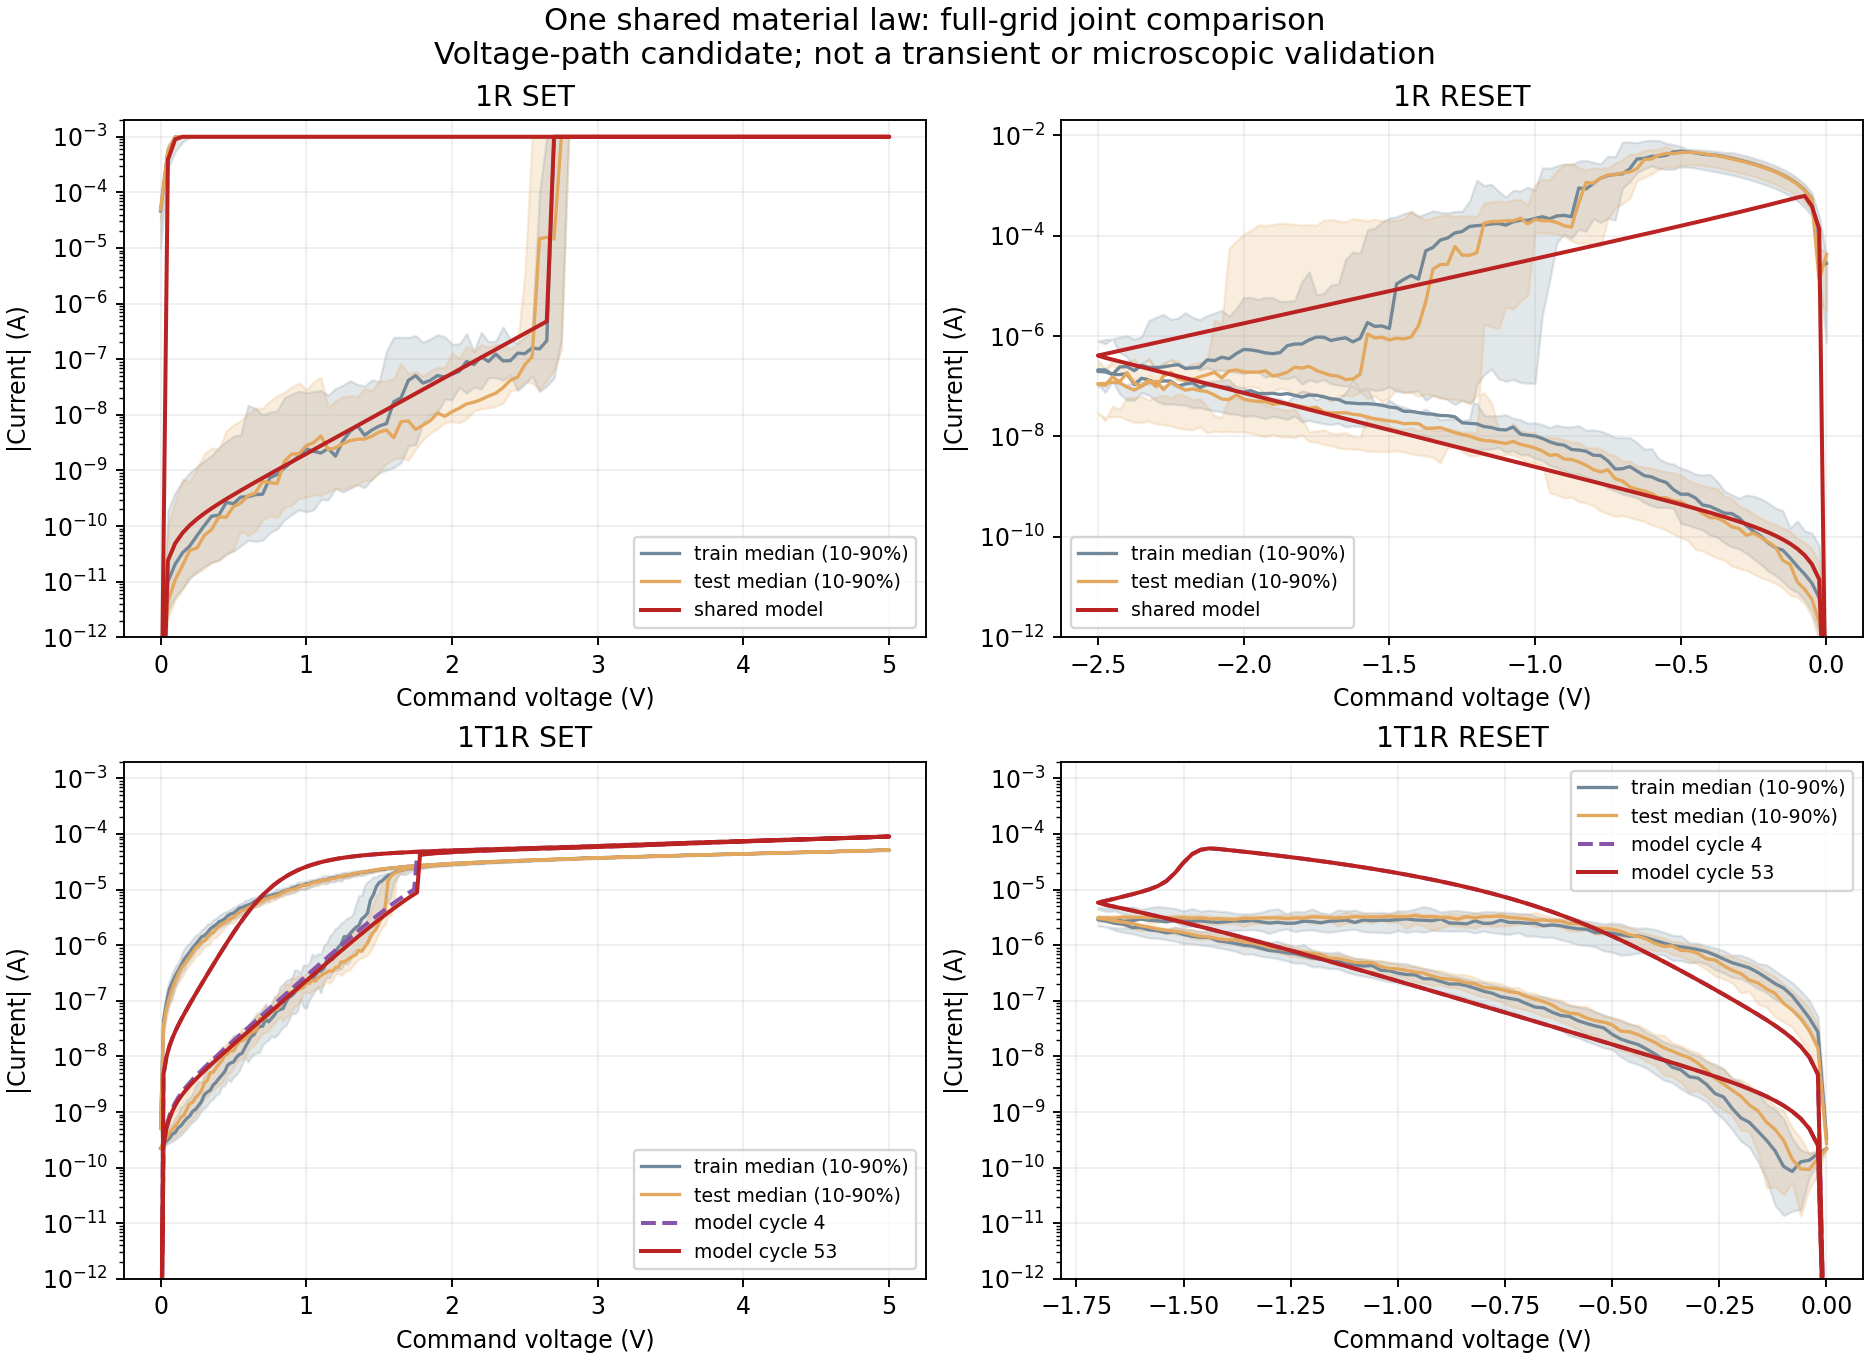 One shared material law: full-grid joint comparison
Voltage-path candidate; not a transient or microscopic validation
1R SET
|Current| (A)
10⁻³
10⁻⁴
10⁻⁵
10⁻⁶
10⁻⁷
10⁻⁸
10⁻⁹
10⁻¹⁰
10⁻¹¹
10⁻¹²
train median (10-90%)
test median (10-90%)
shared model
0 1 2 3 4 5
Command voltage (V)
1R RESET
|Current| (A)
10⁻²
10⁻⁴
10⁻⁶
10⁻⁸
10⁻¹⁰
10⁻¹²
train median (10-90%)
test median (10-90%)
shared model
−2.5 −2.0 −1.5 −1.0 −0.5 0.0
Command voltage (V)
1T1R SET
|Current| (A)
10⁻³
10⁻⁴
10⁻⁵
10⁻⁶
10⁻⁷
10⁻⁸
10⁻⁹
10⁻¹⁰
10⁻¹¹
10⁻¹²
train median (10-90%)
test median (10-90%)
model cycle 4
model cycle 53
0 1 2 3 4 5
Command voltage (V)
1T1R RESET
|Current| (A)
10⁻³
10⁻⁴
10⁻⁵
10⁻⁶
10⁻⁷
10⁻⁸
10⁻⁹
10⁻¹⁰
10⁻¹¹
10⁻¹²
train median (10-90%)
test median (10-90%)
model cycle 4
model cycle 53
−1.75 −1.50 −1.25 −1.00 −0.75 −0.50 −0.25 0.00
Command voltage (V)